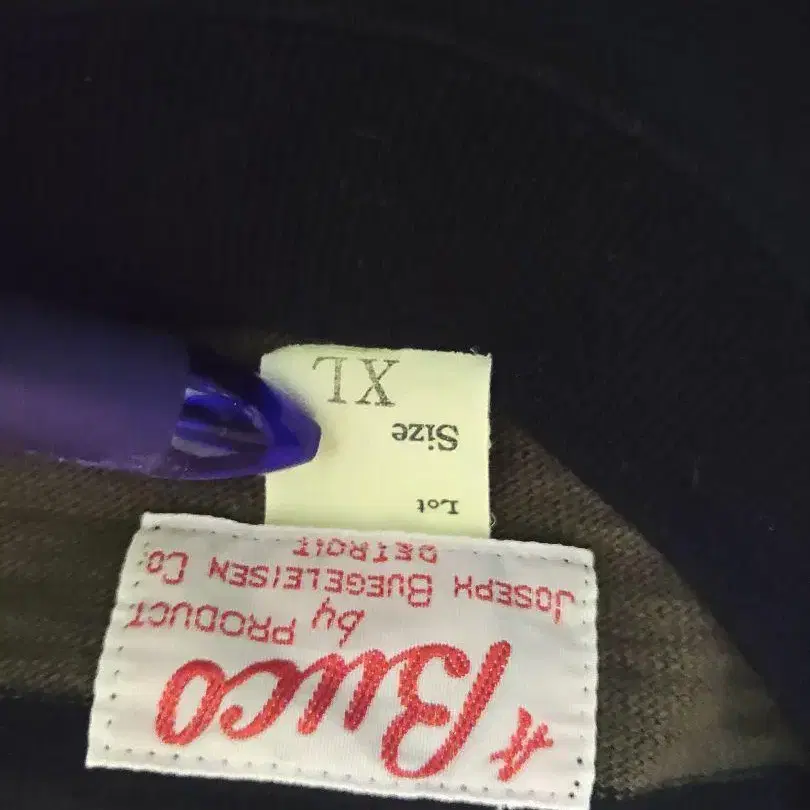 A Buco
by PRODUCT
JOSEPH BUEGELEISEN Co.
DETROIT
Lot
Size
XL